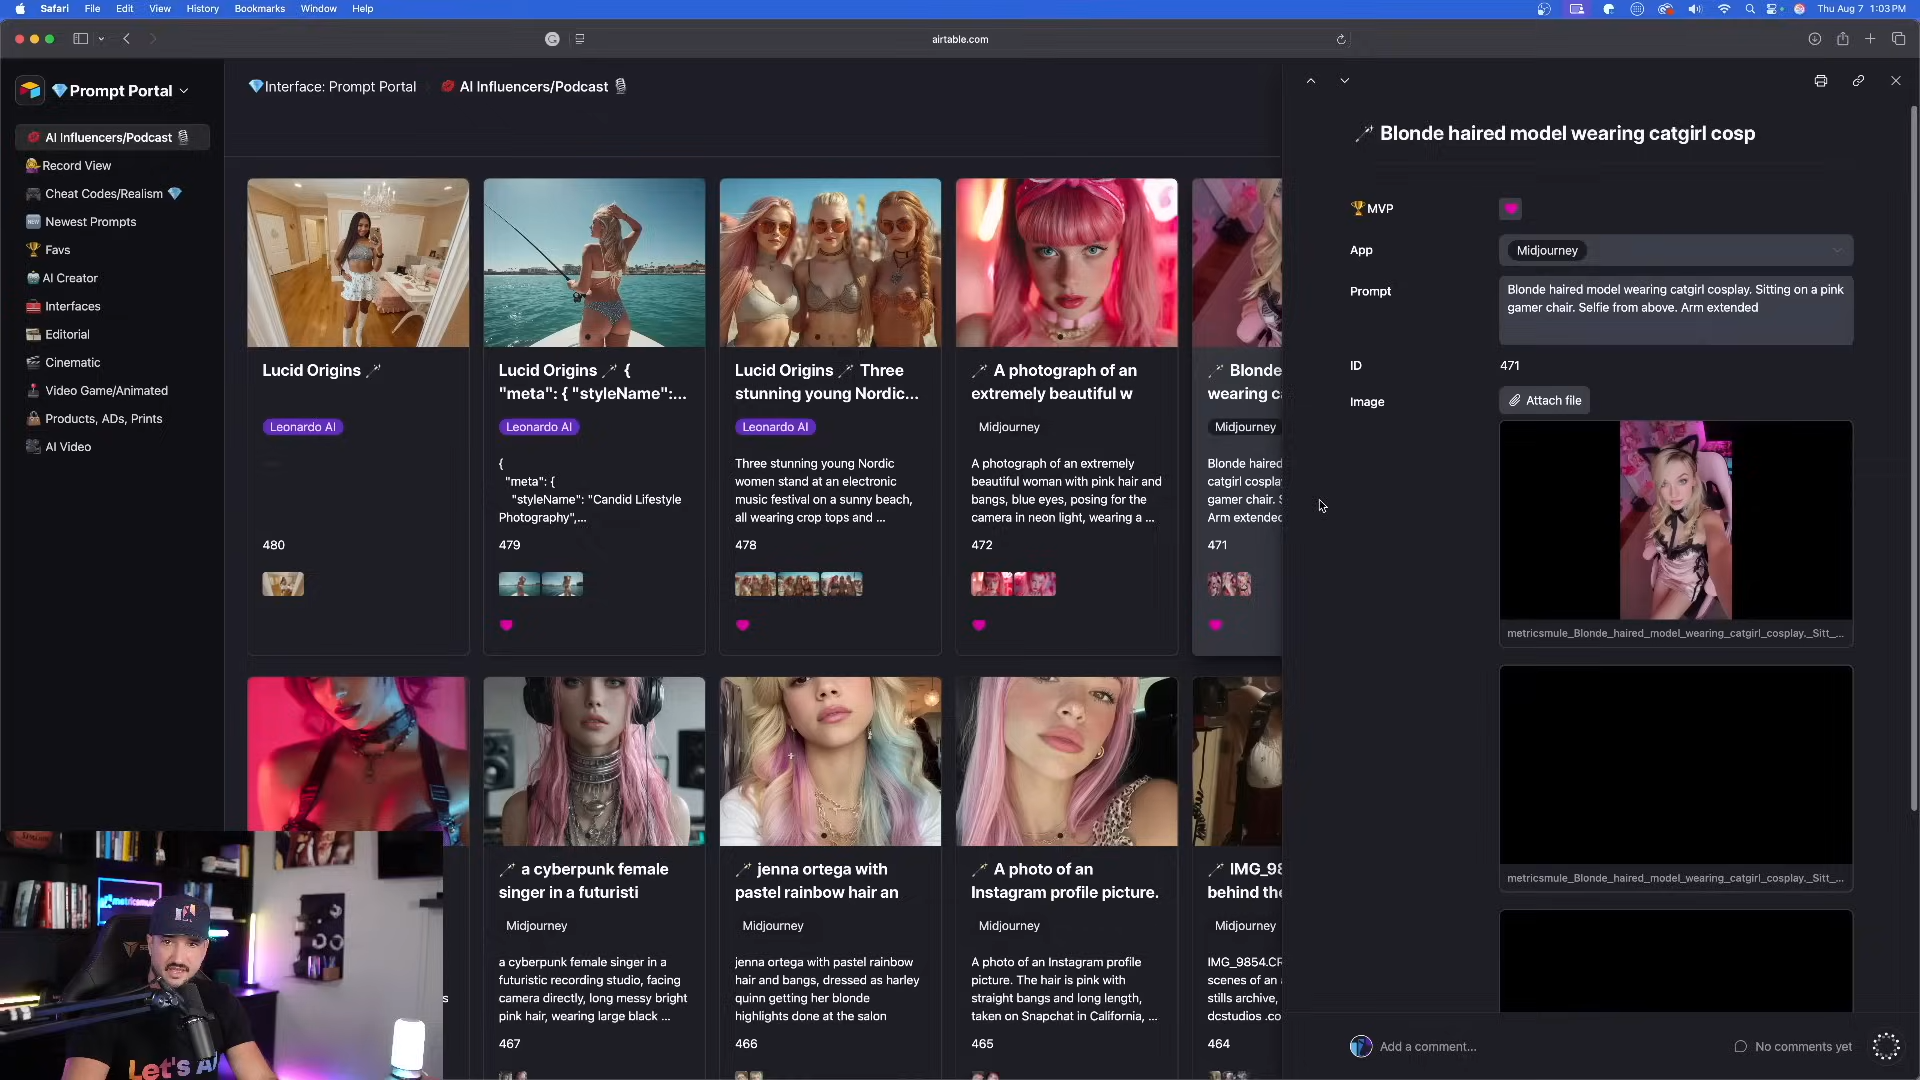 Safari File Edit View History Bookmarks Window Help
Thu Aug 7 1:03 PM
airtable.com
Prompt Portal
AI Influencers/Podcast
Record View
Cheat Codes/Realism
Newest Prompts
Favs
AI Creator
Interfaces
Editorial
Cinematic
Video Game/Animated
Products, ADs, Prints
AI Video
Interface: Prompt Portal
AI Influencers/Podcast
Lucid Origins
Leonardo AI
480
Lucid Origins {
"meta": { "styleName":...
Leonardo AI
{
"meta": {
"styleName": "Candid Lifestyle
Photography",...
479
Lucid Origins Three
stunning young Nordic...
Leonardo AI
Three stunning young Nordic
women stand at an electronic
music festival on a sunny beach,
all wearing crop tops and ...
478
A photograph of an
extremely beautiful w
Midjourney
A photograph of an extremely
beautiful woman with pink hair and
bangs, blue eyes, posing for the
camera in neon light, wearing a ...
472
Blonde
wearing ca
Midjourney
Blonde haired
catgirl cosplay
gamer chair. S
Arm extended
471
a cyberpunk female
singer in a futuristi
Midjourney
a cyberpunk female singer in a
futuristic recording studio, facing
camera directly, long messy bright
pink hair, wearing large black ...
467
jenna ortega with
pastel rainbow hair an
Midjourney
jenna ortega with pastel rainbow
hair and bangs, dressed as harley
quinn getting her blonde
highlights done at the salon
466
A photo of an
Instagram profile picture.
Midjourney
A photo of an Instagram profile
picture. The hair is pink with
straight bangs and long length,
taken on Snapchat in California, ...
465
IMG_985
behind the
Midjourney
IMG_9854.CR
scenes of an
stills archive,
dcstudios .co
464
Blonde haired model wearing catgirl cosp
MVP
App
Midjourney
Prompt
Blonde haired model wearing catgirl cosplay. Sitting on a pink
gamer chair. Selfie from above. Arm extended
ID
471
Image
Attach file
metricsmule_Blonde_haired_model_wearing_catgirl_cosplay._Sitt_...
metricsmule_Blonde_haired_model_wearing_catgirl_cosplay._Sitt_...
Add a comment...
No comments yet
metricsmule
Let's AI